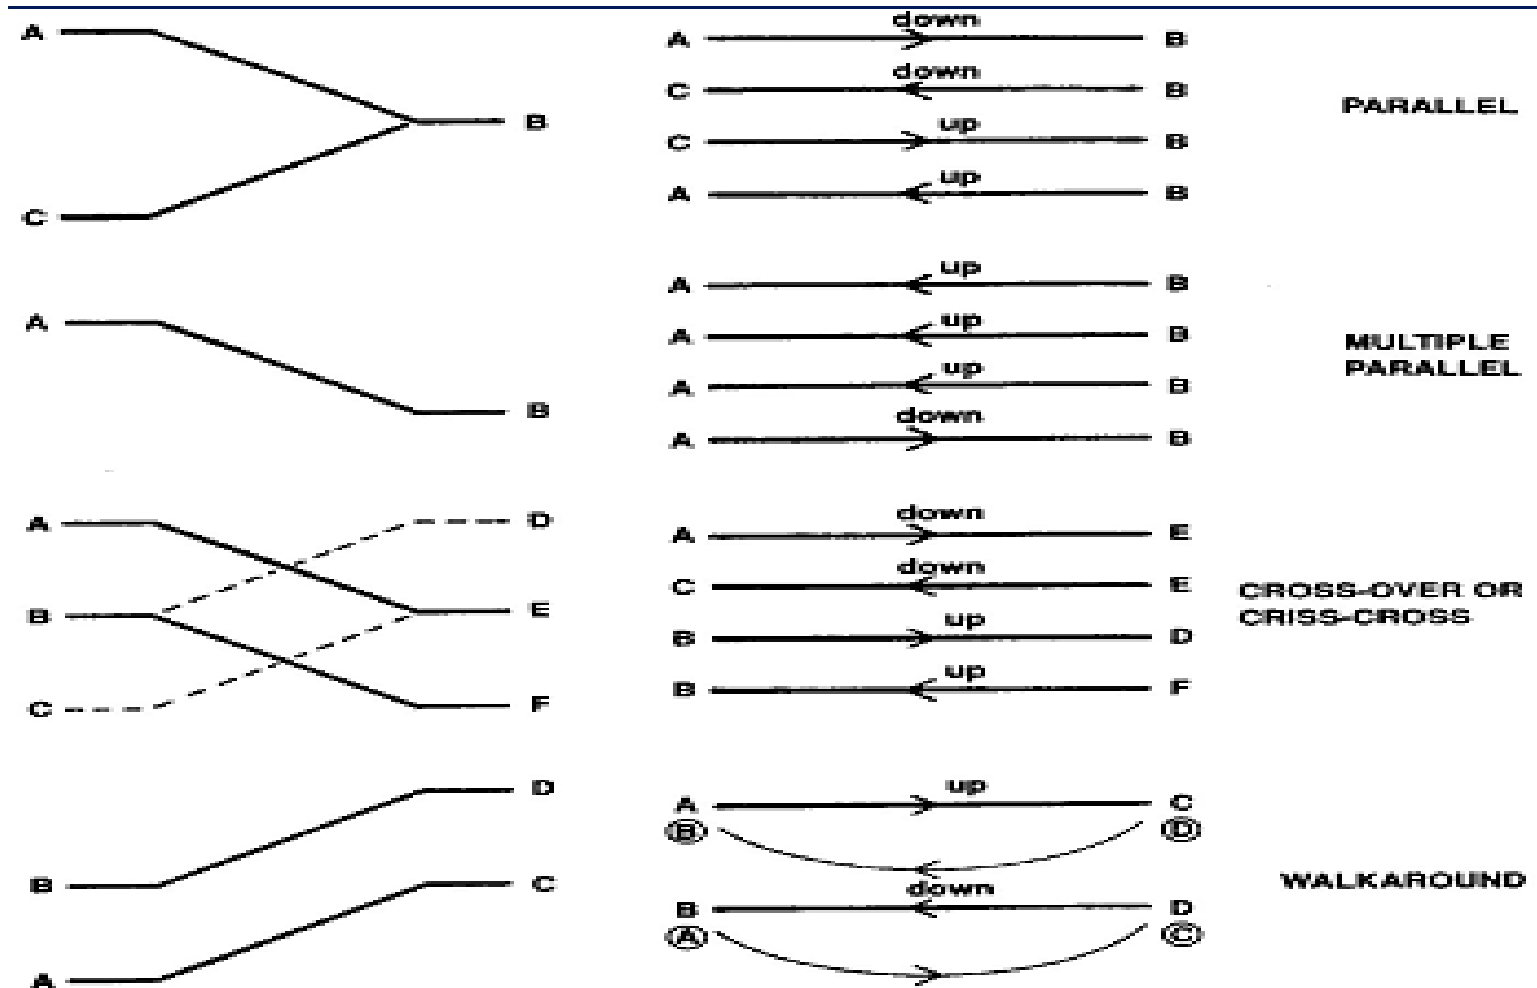 A
B
C
down
A B
down
C B
up
C B
up
A B
PARALLEL
A
B
up
A B
up
A B
up
A B
down
A B
MULTIPLE
PARALLEL
A D
B E
C F
down
A E
down
C E
up
B D
up
B F
CROSS-OVER OR
CRISS-CROSS
D
B C
A
up
A C
B D
down
B D
A C
WALKAROUND